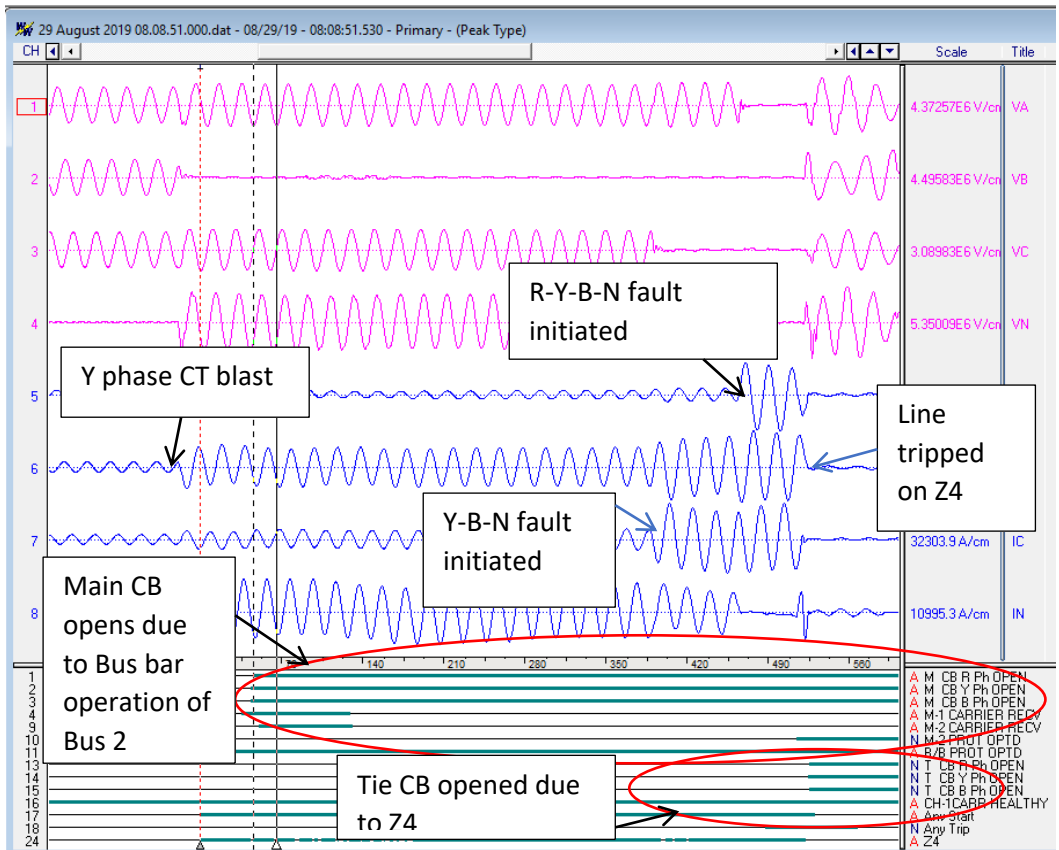 29 August 2019 08.08.51.000.dat - 08/29/19 - 08:08:51.530 - Primary - (Peak Type)
CH Scale Title
1 4.37257E6 V/cm VA
2 4.49583E6 V/cm VB
3 3.08983E6 V/cm VC
4 5.35009E6 V/cm VN
R-Y-B-N fault
initiated
Y phase CT blast
5
Line
tripped
on Z4
6
Y-B-N fault
initiated
7 32303.9 A/cm IC
8 10995.3 A/cm IN
Main CB
opens due
to Bus bar
operation of
Bus 2
140 210 280 350 420 490 560
1 A M CB R Ph OPEN
2 A M CB Y Ph OPEN
3 A M CB B Ph OPEN
4 A M-1 CARRIER RECV
9 A M-2 CARRIER RECV
10 N M-2 PROT OPTD
11 A B/B PROT OPTD
13 N T CB R Ph OPEN
14 N T CB Y Ph OPEN
15 N T CB B Ph OPEN
16 A CH-1CARR HEALTHY
17 A Any Start
18 N Any Trip
24 A Z4
Tie CB opened due
to Z4